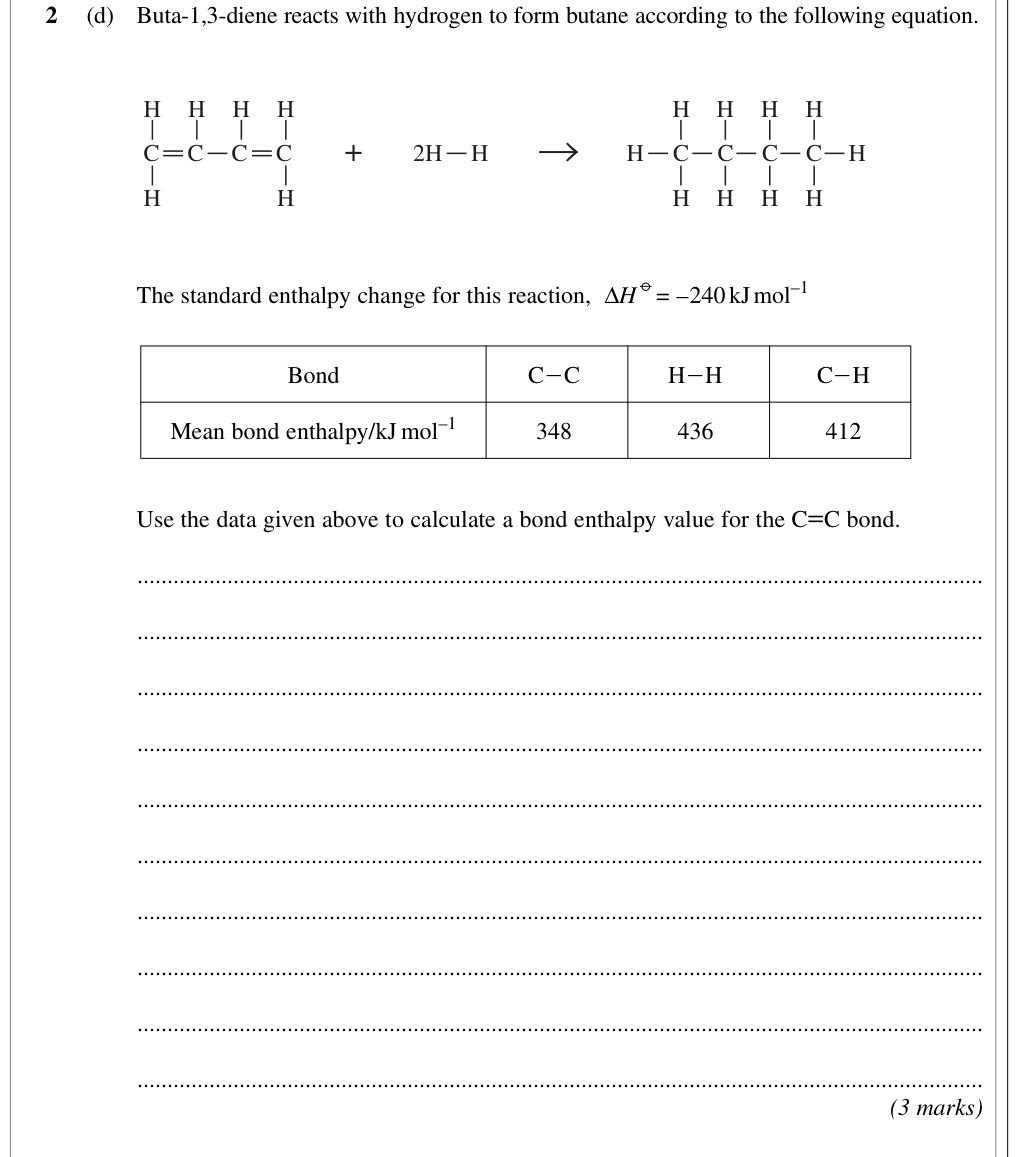 2 (d) Buta-1,3-diene reacts with hydrogen to form butane according to the following equation.
H H H H H H H H
C=C−C=C + 2H−H → H−C−C−C−C−H
H H H H H H
The standard enthalpy change for this reaction, ΔH⦵ = –240 kJ mol⁻¹
Bond C−C H−H C−H
Mean bond enthalpy/kJ mol⁻¹ 348 436 412
Use the data given above to calculate a bond enthalpy value for the C=C bond.
(3 marks)